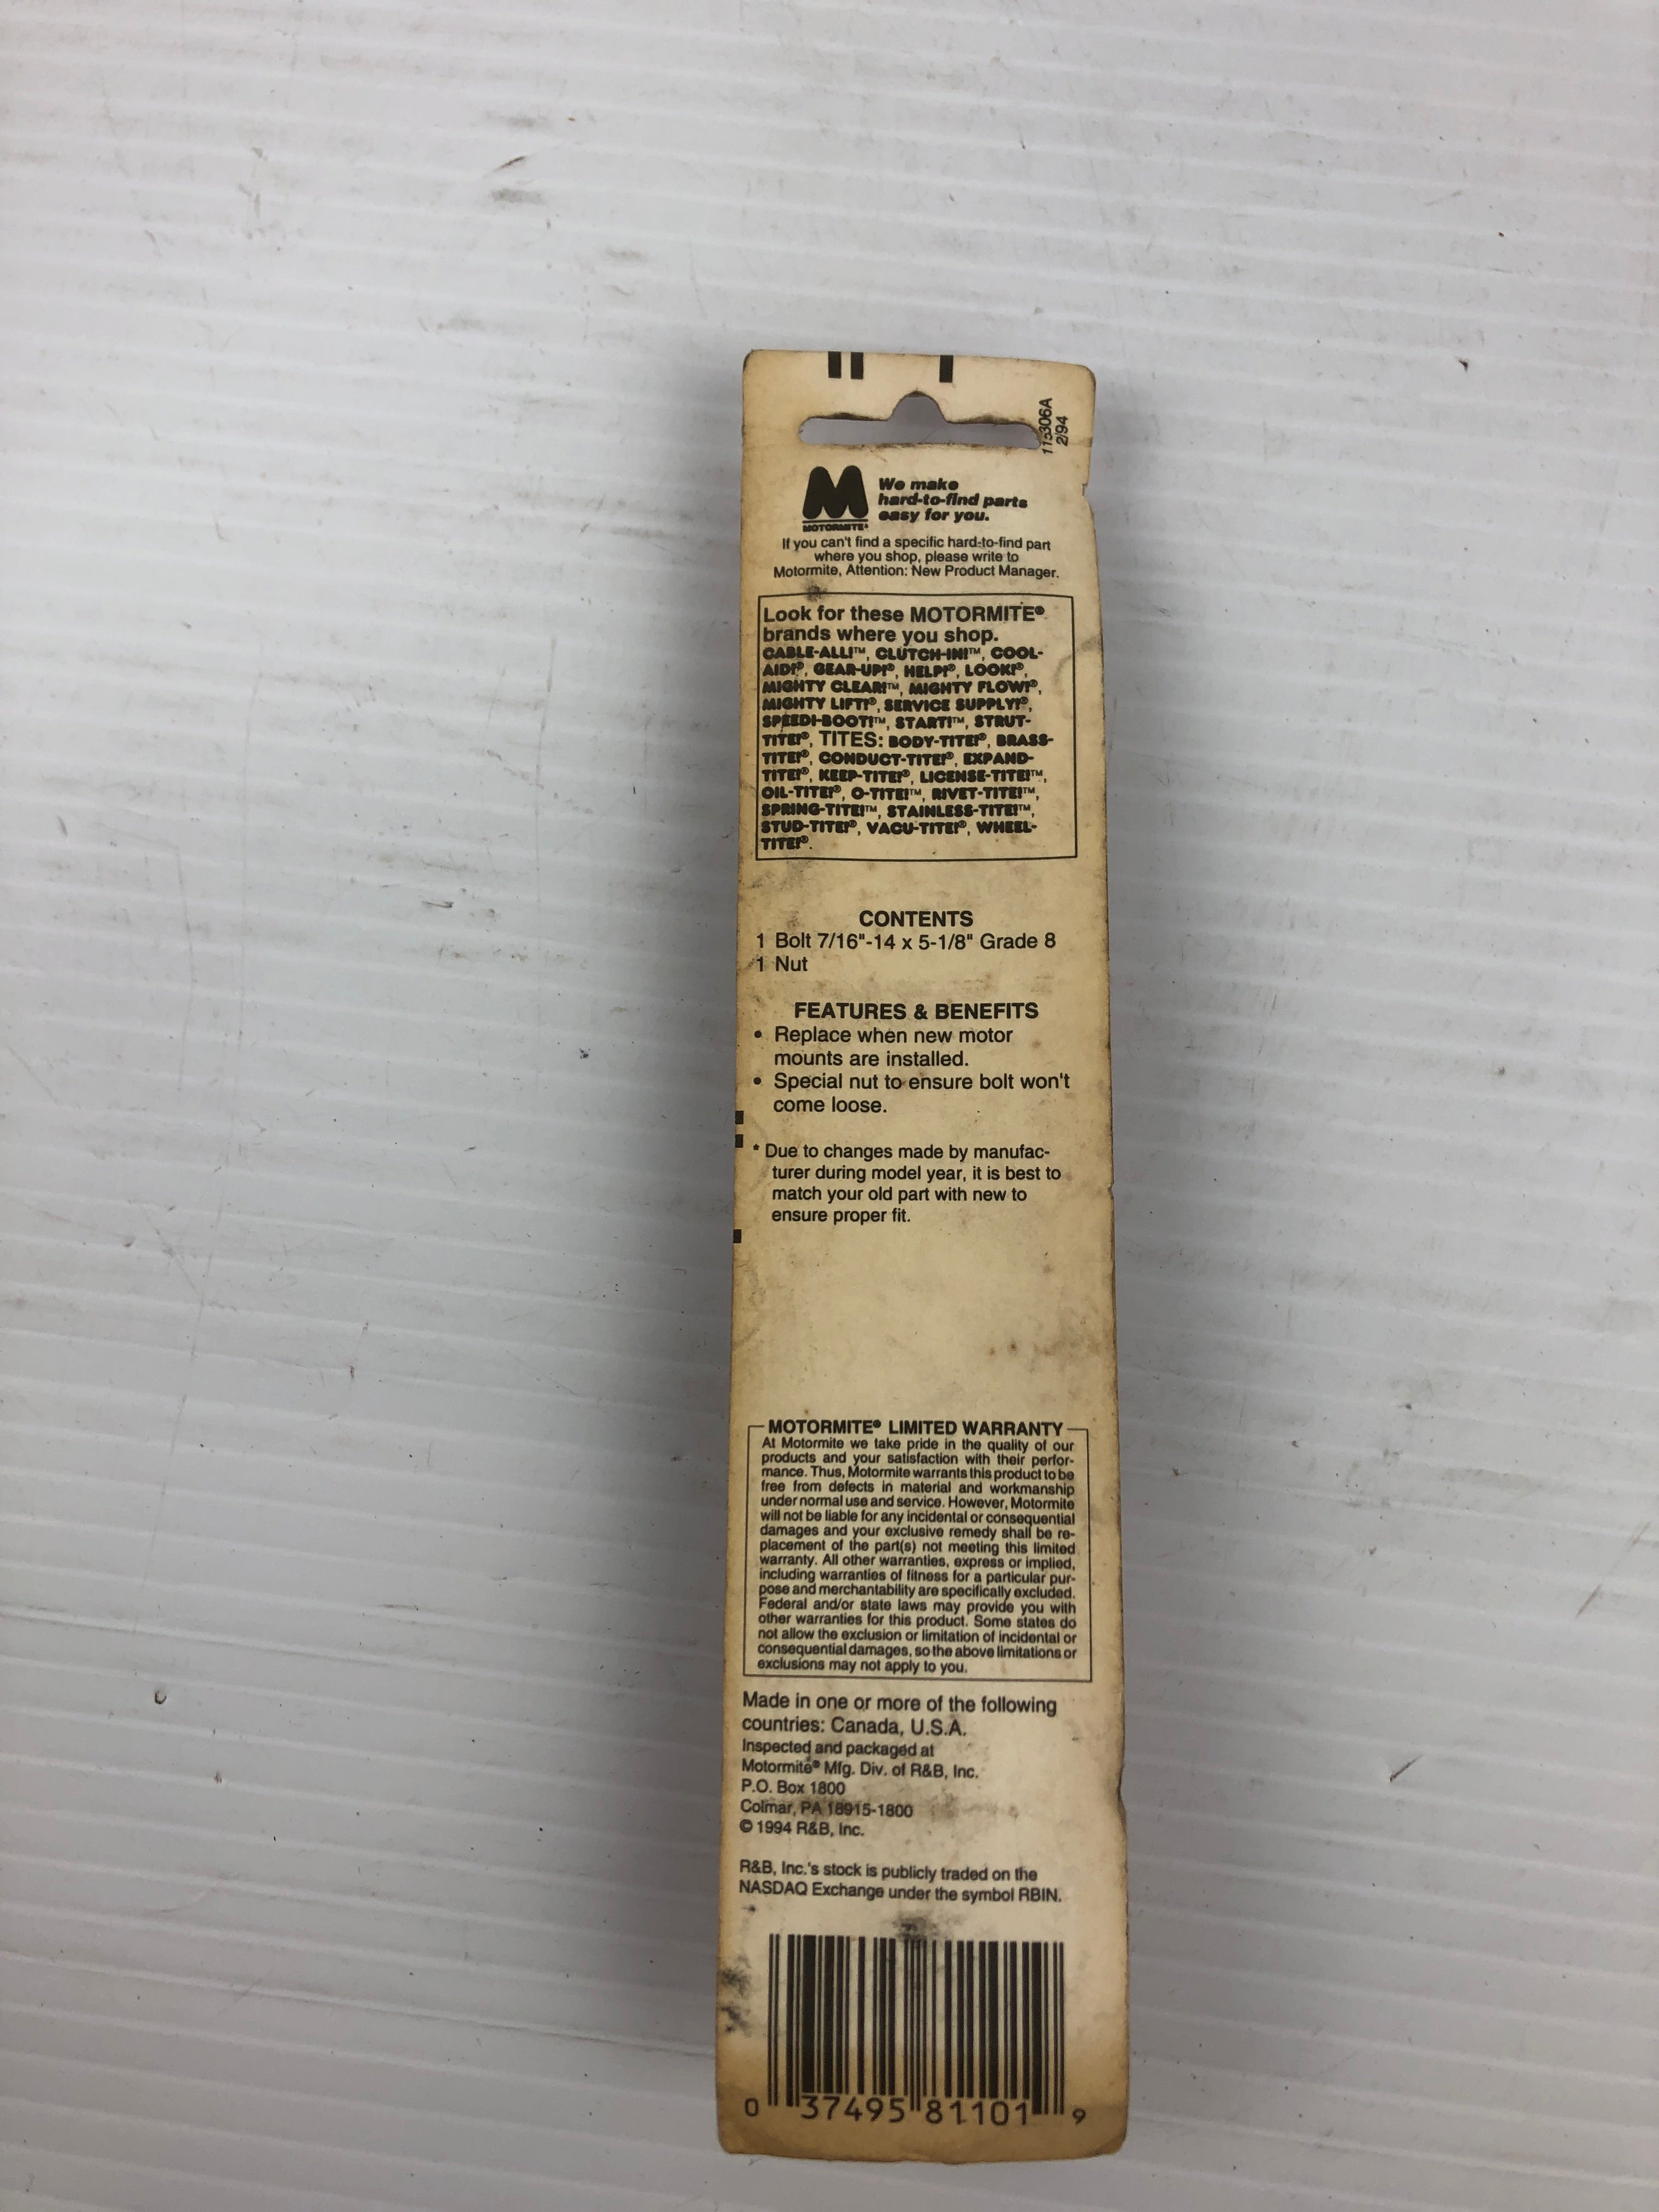 115306A
2/94
We make
hard-to-find parts
easy for you.
MOTORMITE®
If you can't find a specific hard-to-find part
where you shop, please write to
Motormite, Attention: New Product Manager.
Look for these MOTORMITE®
brands where you shop.
CABLE-ALL!™, CLUTCH-IN!™, COOL-
AID!®, GEAR-UP!®, HELP!®, LOOK!®,
MIGHTY CLEAR!™, MIGHTY FLOW!®,
MIGHTY LIFT!®, SERVICE SUPPLY!®,
SPEEDI-BOOT!™, START!™, STRUT-
TITE!®, TITES: BODY-TITE!®, BRASS-
TITE!®, CONDUCT-TITE!®, EXPAND-
TITE!®, KEEP-TITE!®, LICENSE-TITE!™,
OIL-TITE!®, O-TITE!™, RIVET-TITE!™,
SPRING-TITE!™, STAINLESS-TITE!™,
STUD-TITE!®, VACU-TITE!®, WHEEL-
TITE!®.
CONTENTS
1 Bolt 7/16"-14 x 5-1/8" Grade 8
1 Nut
FEATURES & BENEFITS
• Replace when new motor
mounts are installed.
• Special nut to ensure bolt won't
come loose.
* Due to changes made by manufac-
turer during model year, it is best to
match your old part with new to
ensure proper fit.
MOTORMITE® LIMITED WARRANTY
At Motormite we take pride in the quality of our
products and your satisfaction with their perfor-
mance. Thus, Motormite warrants this product to be
free from defects in material and workmanship
under normal use and service. However, Motormite
will not be liable for any incidental or consequential
damages and your exclusive remedy shall be re-
placement of the part(s) not meeting this limited
warranty. All other warranties, express or implied,
including warranties of fitness for a particular pur-
pose and merchantability are specifically excluded.
Federal and/or state laws may provide you with
other warranties for this product. Some states do
not allow the exclusion or limitation of incidental or
consequential damages, so the above limitations or
exclusions may not apply to you.
Made in one or more of the following
countries: Canada, U.S.A.
Inspected and packaged at
Motormite® Mfg. Div. of R&B, Inc.
P.O. Box 1800
Colmar, PA 18915-1800
© 1994 R&B, Inc.
R&B, Inc.'s stock is publicly traded on the
NASDAQ Exchange under the symbol RBIN.
0 37495 81101 9